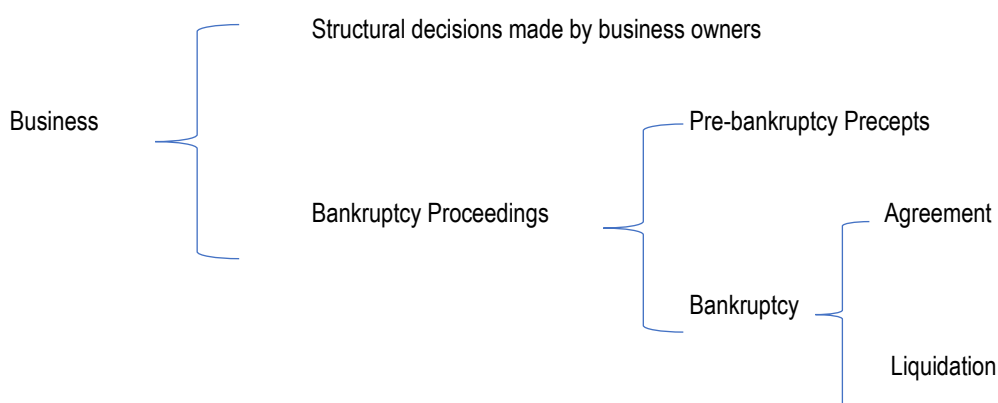 Structural decisions made by business owners
Business
Pre-bankruptcy Precepts
Bankruptcy Proceedings
Agreement
Bankruptcy
Liquidation